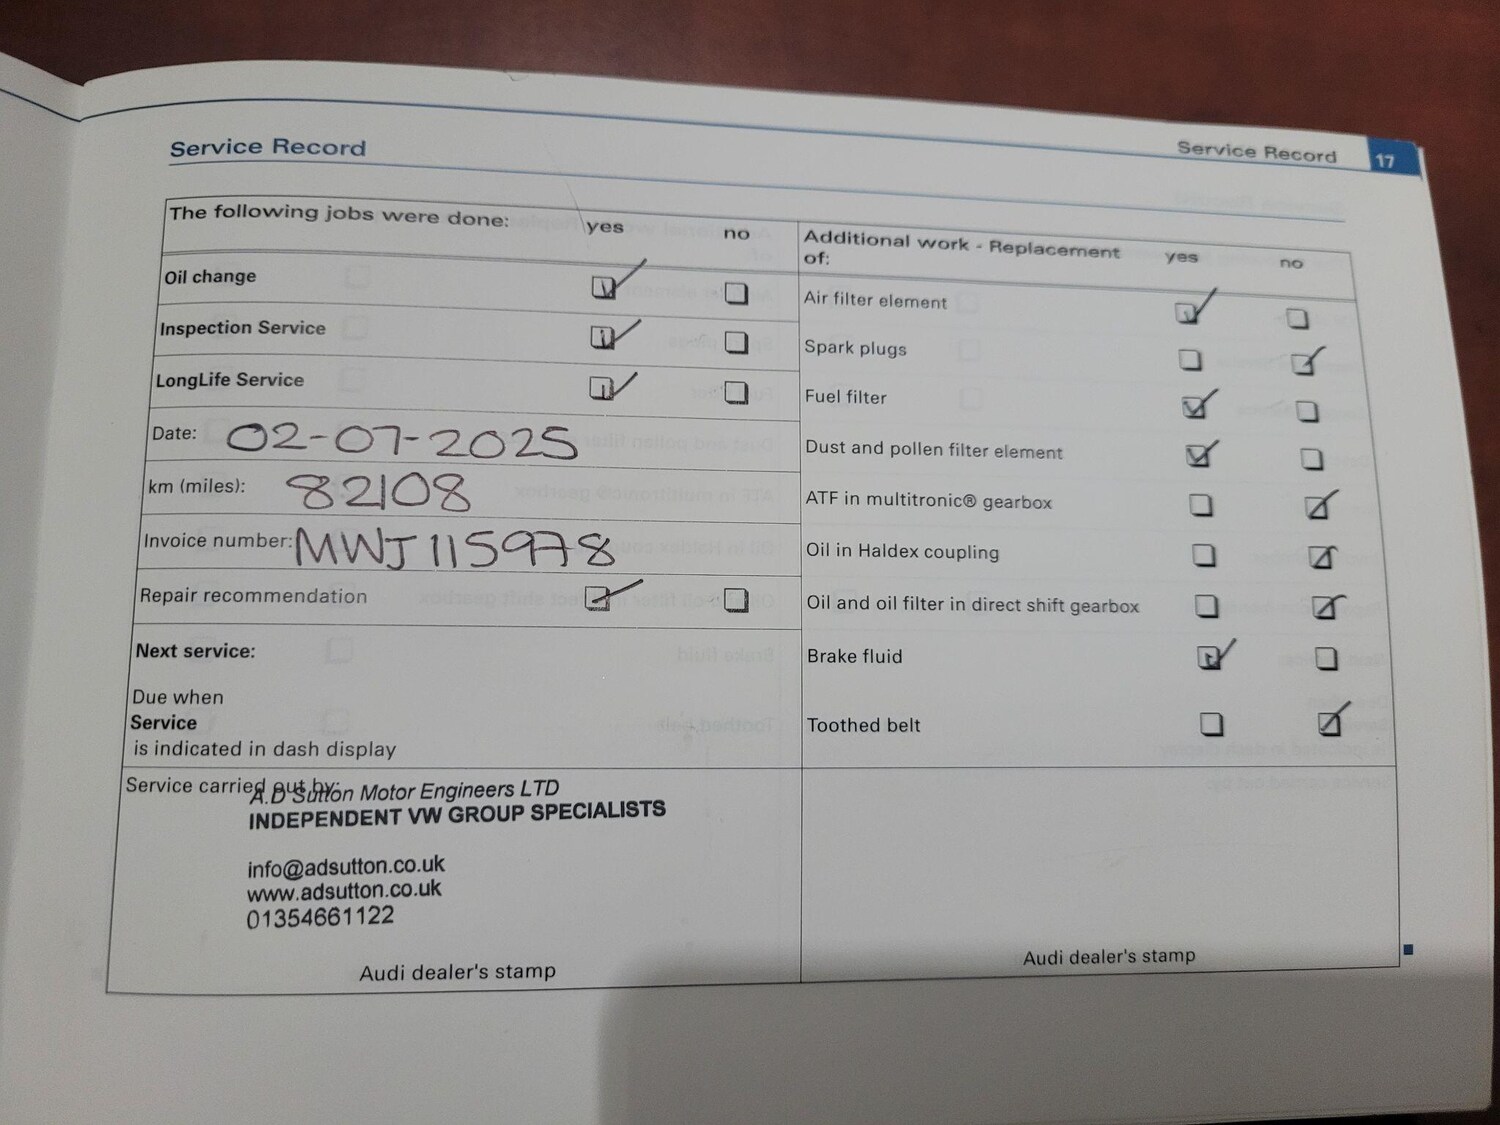 Service Record
Service Record 17
The following jobs were done: yes no
Oil change
Inspection Service
LongLife Service
Date: 02-07-2025
km (miles): 82108
Invoice number: MWJ 115978
Repair recommendation
Next service:
Due when
Service
is indicated in dash display
Service carried out by:
A.D Sutton Motor Engineers LTD
INDEPENDENT VW GROUP SPECIALISTS
info@adsutton.co.uk
www.adsutton.co.uk
01354661122
Audi dealer's stamp
Additional work - Replacement yes no
of:
Air filter element
Spark plugs
Fuel filter
Dust and pollen filter element
ATF in multitronic® gearbox
Oil in Haldex coupling
Oil and oil filter in direct shift gearbox
Brake fluid
Toothed belt
Audi dealer's stamp